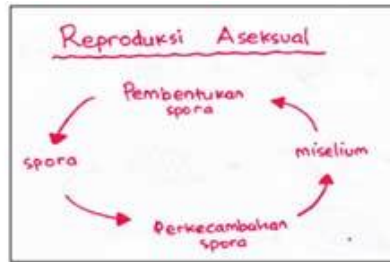 Reproduksi Aseksual
Pembentukan
spora
spora
miselium
Perkecambahan
spora